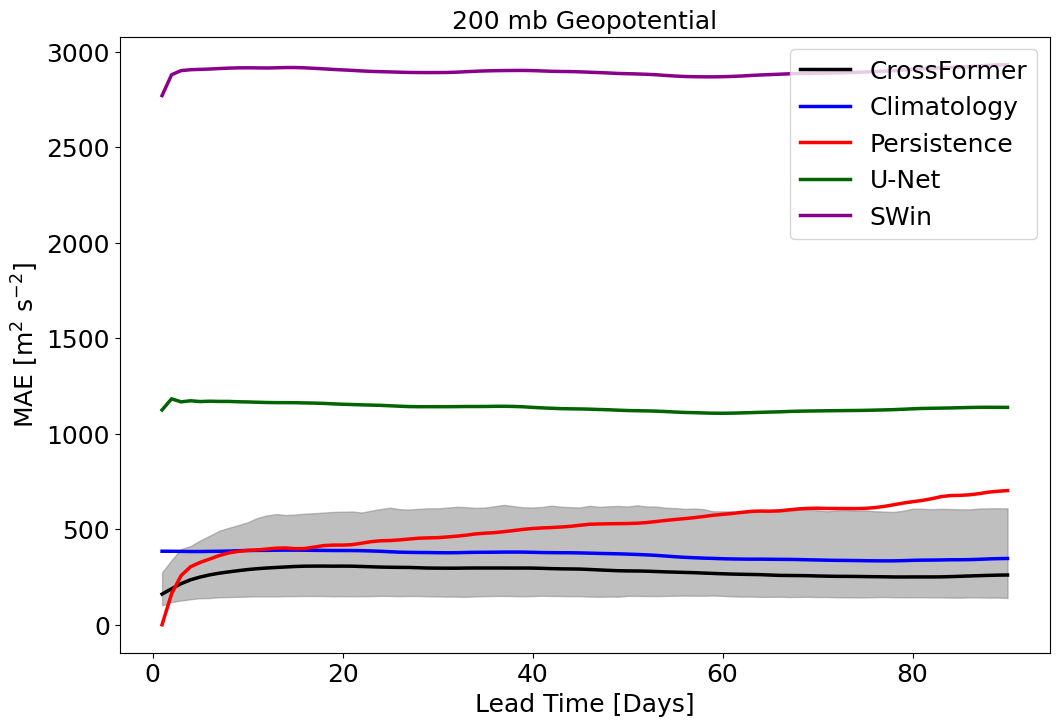 200 mb Geopotential
3000
2500
2000
1500
1000
500
0
MAE [m² s⁻²]
CrossFormer
Climatology
Persistence
U-Net
SWin
0 20 40 60 80
Lead Time [Days]